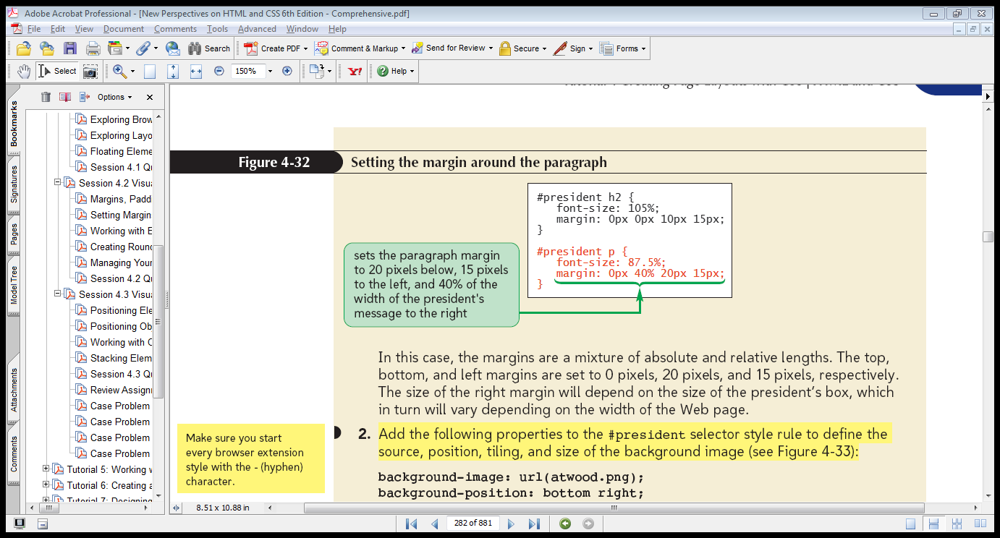 Adobe Acrobat Professional - [New Perspectives on HTML and CSS 6th Edition - Comprehensive.pdf]
File Edit View Document Comments Tools Advanced Window Help
Search Create PDF Comment & Markup Send for Review Secure Sign Forms
Select 150% Y! Help
Options
Bookmarks
Signatures
Pages
Model Tree
Attachments
Comments
Exploring Brow
Exploring Layo
Floating Eleme
Session 4.1 Qu
Session 4.2 Visua
Margins, Padd
Setting Margin
Working with E
Creating Roun
Managing Your
Session 4.2 Q
Session 4.3 Visua
Positioning Ele
Positioning Ob
Working with C
Stacking Elem
Session 4.3 Qu
Review Assign
Case Problem
Case Problem
Case Problem
Case Problem
Tutorial 5: Working w
Tutorial 6: Creating a
Tutorial 7: Designing
Figure 4-32
Setting the margin around the paragraph
#president h2 {
font-size: 105%;
margin: 0px 0px 10px 15px;
}
#president p {
font-size: 87.5%;
margin: 0px 40% 20px 15px;
}
sets the paragraph margin
to 20 pixels below, 15 pixels
to the left, and 40% of the
width of the president's
message to the right
In this case, the margins are a mixture of absolute and relative lengths. The top,
bottom, and left margins are set to 0 pixels, 20 pixels, and 15 pixels, respectively.
The size of the right margin will depend on the size of the president's box, which
in turn will vary depending on the width of the Web page.
Make sure you start
every browser extension
style with the - (hyphen)
character.
2. Add the following properties to the #president selector style rule to define the
source, position, tiling, and size of the background image (see Figure 4-33):
background-image: url(atwood.png);
background-position: bottom right;
8.51 x 10.88 in
282 of 881